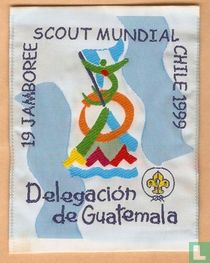 19 JAMBOREE
SCOUT MUNDIAL
CHILE 1999
Delegación
de Guatemala